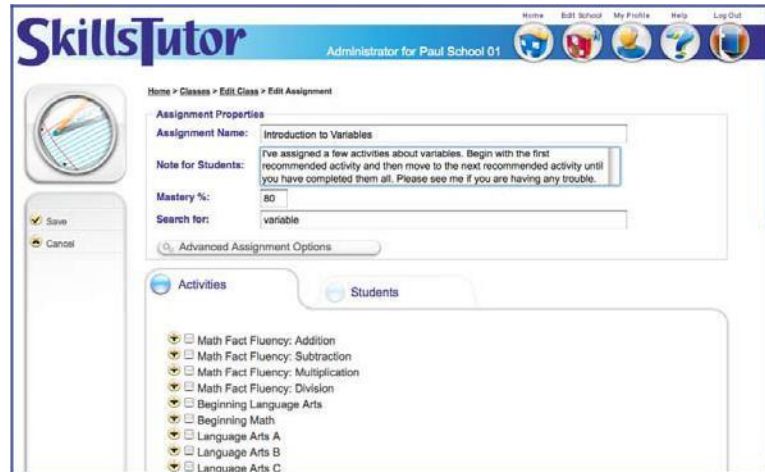 Home Edit School My Profile Help Log Out
SkillsTutor
Administrator for Paul School 01
Home > Classes > Edit Class > Edit Assignment
Assignment Properties
Assignment Name: Introduction to Variables
Note for Students: I've assigned a few activities about variables. Begin with the first
recommended activity and then move to the next recommended activity until
you have completed them all. Please see me if you are having any trouble.
Mastery %: 80
Search for: variable
Save
Cancel
Advanced Assignment Options
Activities Students
Math Fact Fluency: Addition
Math Fact Fluency: Subtraction
Math Fact Fluency: Multiplication
Math Fact Fluency: Division
Beginning Language Arts
Beginning Math
Language Arts A
Language Arts B
Language Arts C